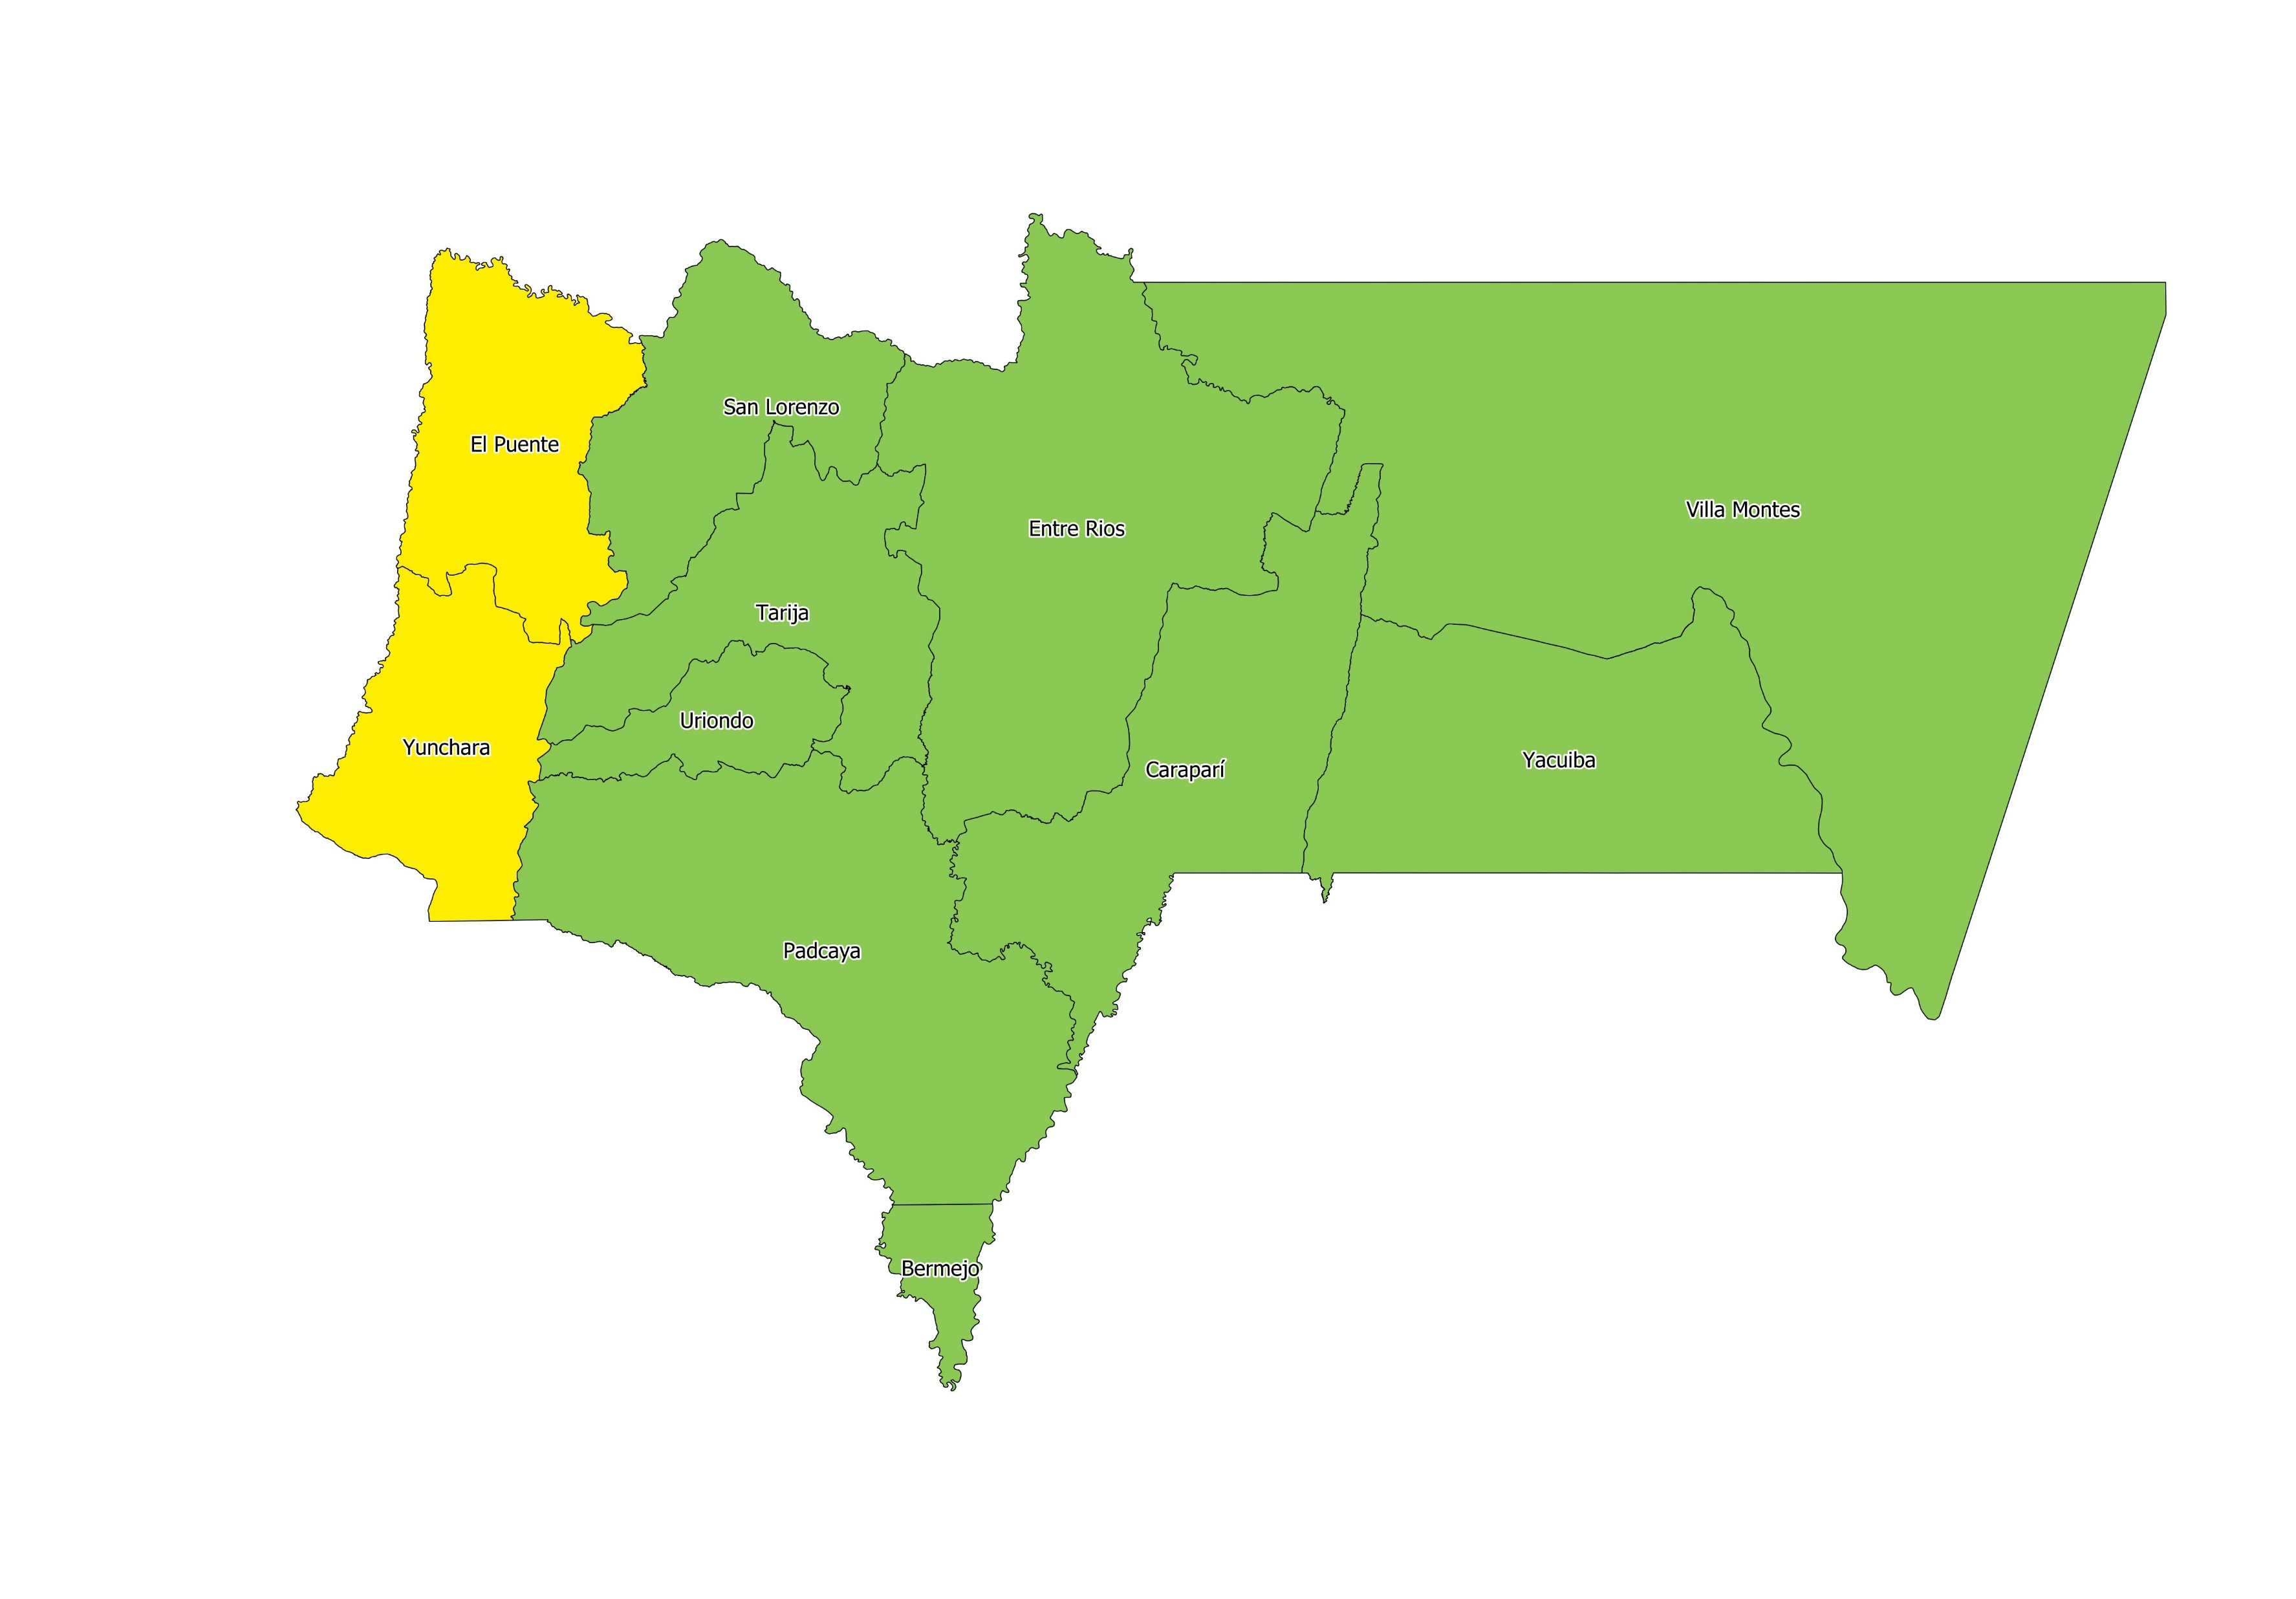 San Lorenzo
El Puente
Villa Montes
Entre Rios
Tarija
Uriondo
Yunchara
Yacuiba
Caraparí
Padcaya
Bermejo